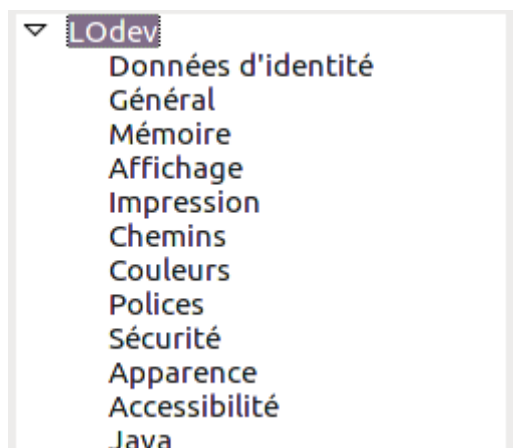 LOdev
Données d'identité
Général
Mémoire
Affichage
Impression
Chemins
Couleurs
Polices
Sécurité
Apparence
Accessibilité
Java